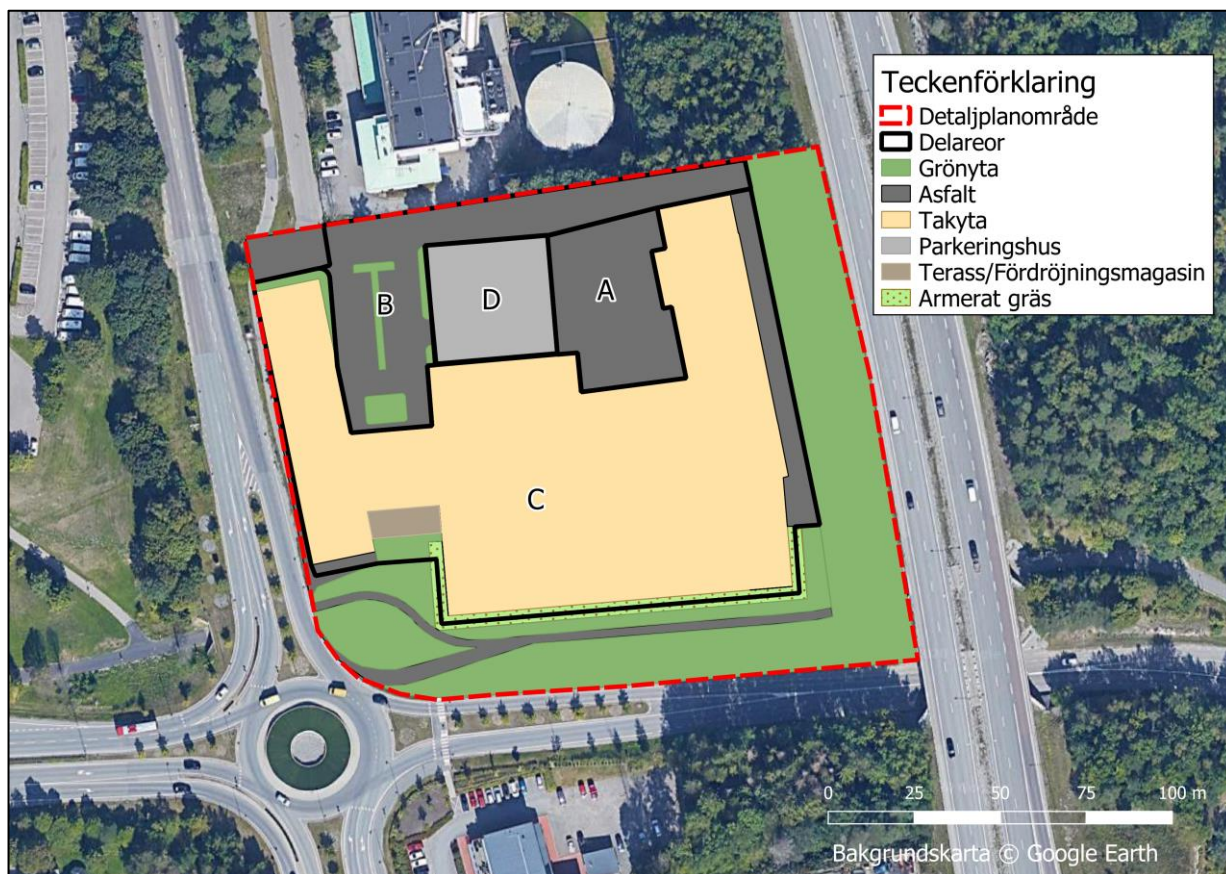 Teckenförklaring
Detaljplanområde
Delareor
Grönyta
Asfalt
Takyta
Parkeringshus
Terass/Fördröjningsmagasin
Armerat gräs
B
D
A
C
0 25 50 75 100 m
Bakgrundskarta © Google Earth